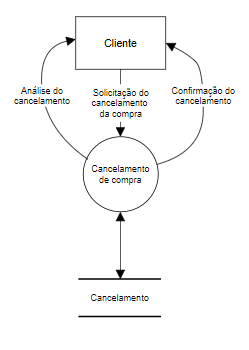 Cliente
Análise do
cancelamento
Solicitação do
cancelamento
da compra
Confirmação do
cancelamento
Cancelamento
de compra
Cancelamento